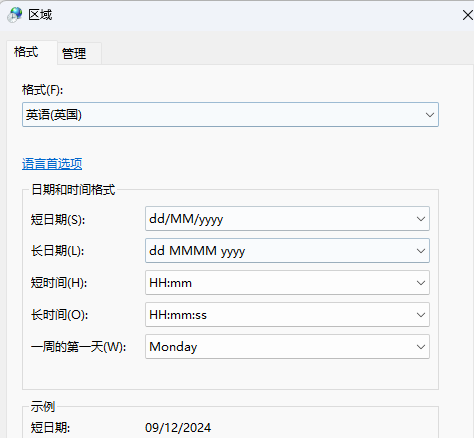 区域
格式 管理
格式(F):
英语(英国)
语言首选项
日期和时间格式
短日期(S): dd/MM/yyyy
长日期(L): dd MMMM yyyy
短时间(H): HH:mm
长时间(O): HH:mm:ss
一周的第一天(W): Monday
示例
短日期: 09/12/2024